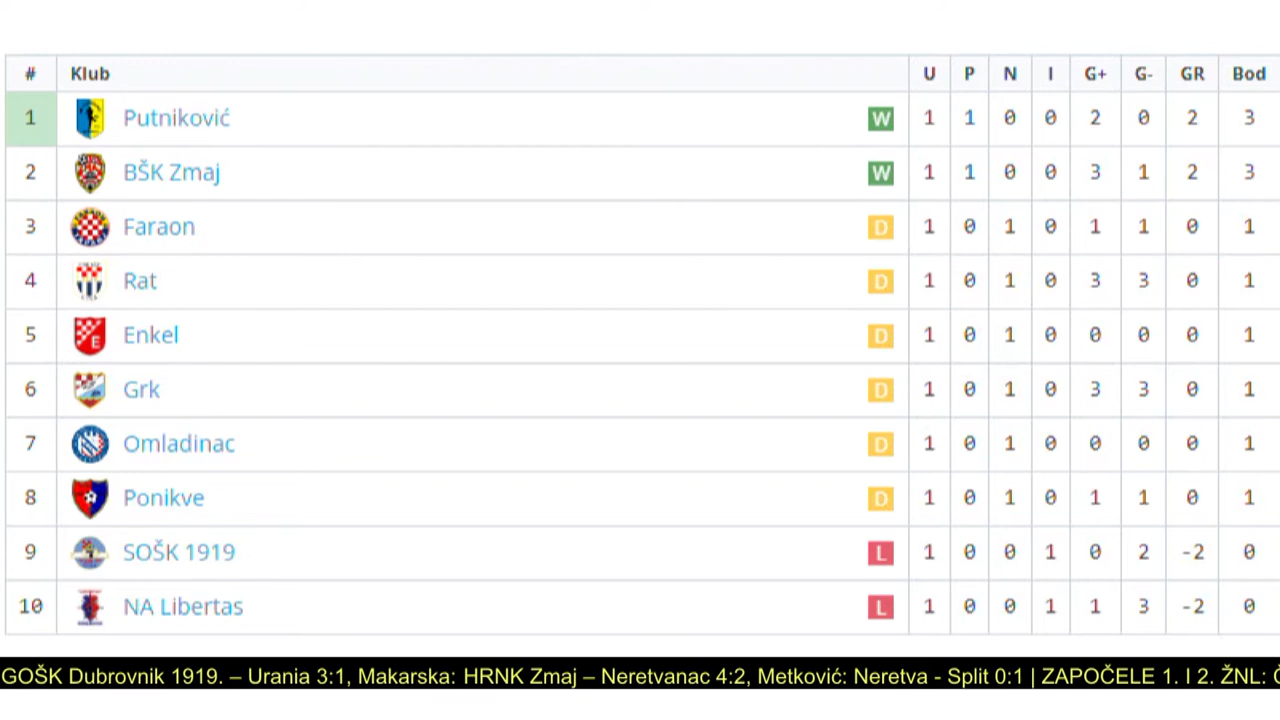 # Klub U P N I G+ G- GR Bod
1 Putniković W 1 1 0 0 2 0 2 3
2 BŠK Zmaj W 1 1 0 0 3 1 2 3
3 Faraon D 1 0 1 0 1 1 0 1
4 Rat D 1 0 1 0 3 3 0 1
5 Enkel D 1 0 1 0 0 0 0 1
6 Grk D 1 0 1 0 3 3 0 1
7 Omladinac D 1 0 1 0 0 0 0 1
8 Ponikve D 1 0 1 0 1 1 0 1
9 SOŠK 1919 L 1 0 0 1 0 2 -2 0
10 NA Libertas L 1 0 0 1 1 3 -2 0
GOŠK Dubrovnik 1919. – Urania 3:1, Makarska: HRNK Zmaj – Neretvanac 4:2, Metković: Neretva - Split 0:1 | ZAPOČELE 1. I 2. ŽNL: